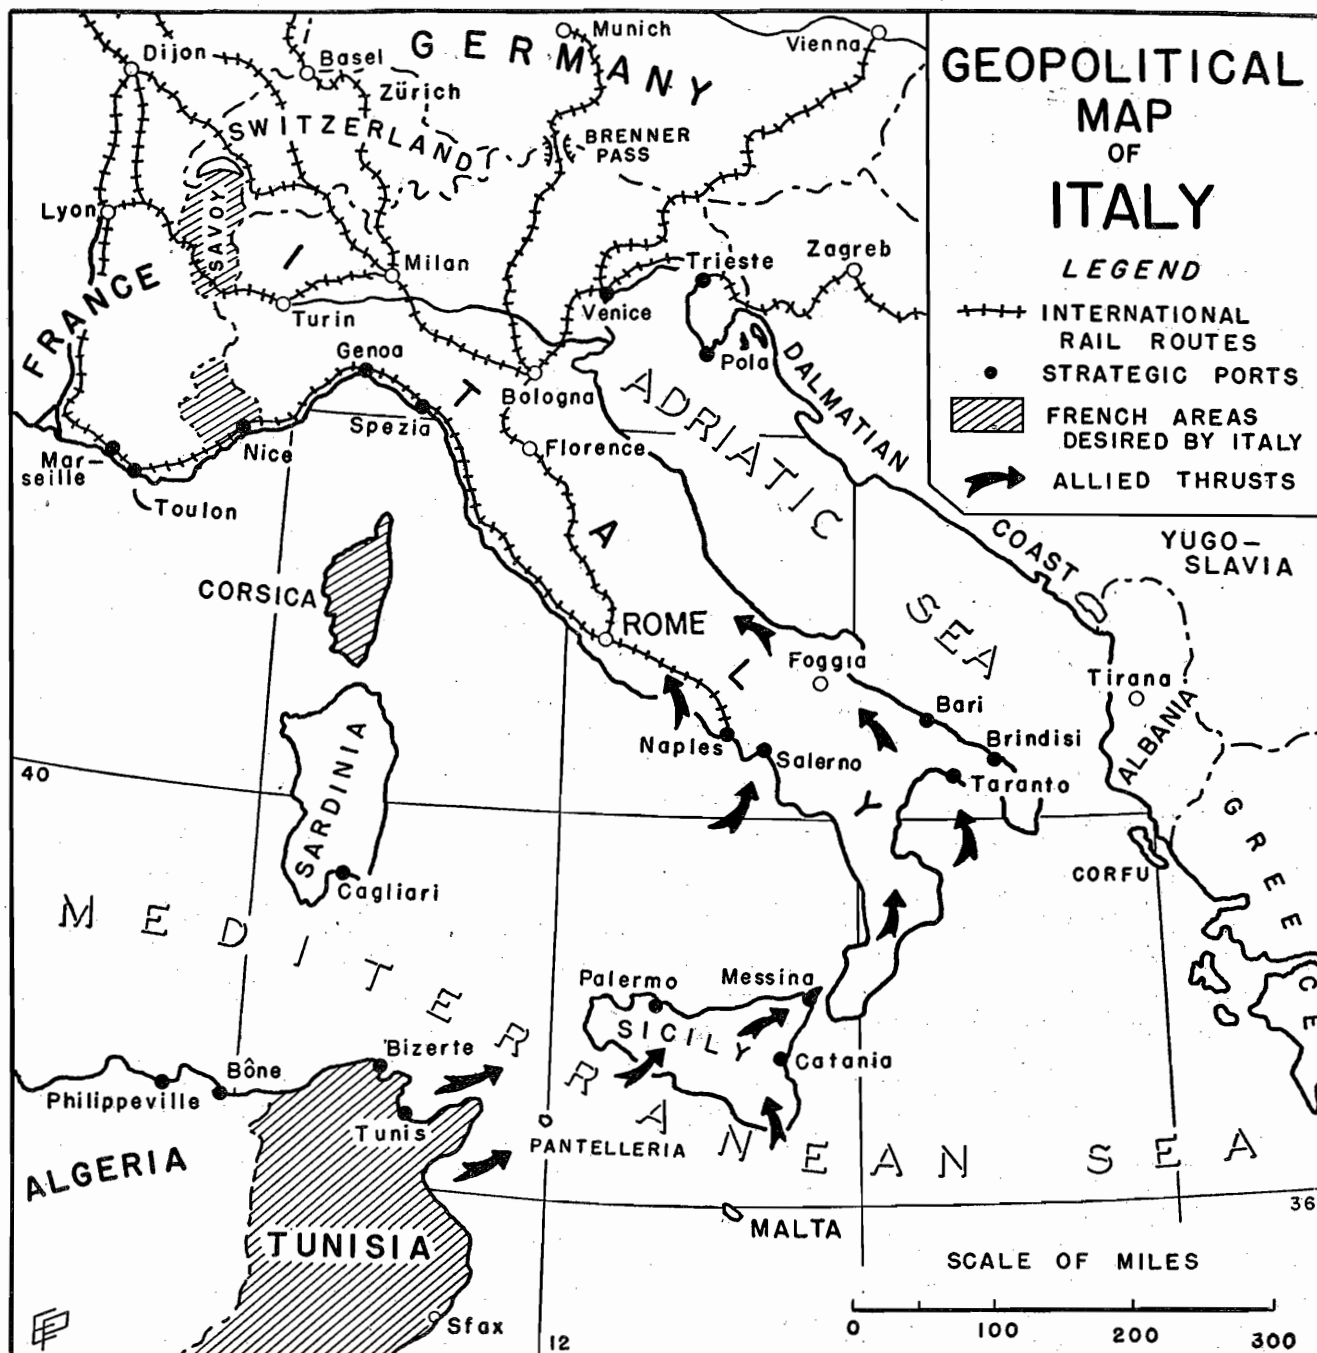 GEOPOLITICAL
MAP
OF
ITALY
LEGEND
INTERNATIONAL
RAIL ROUTES
STRATEGIC PORTS
FRENCH AREAS
DESIRED BY ITALY
ALLIED THRUSTS
GERMANY
Munich
Vienna
Dijon
Basel
Zürich
SWITZERLAND
BRENNER
PASS
Lyon
SAVOY
FRANCE
Milan
Turin
Venice
Trieste
Zagreb
Pola
Genoa
Spezia
Bologna
Florence
Nice
Mar-
seille
Toulon
ITALY
ADRIATIC
SEA
DALMATIAN
COAST
YUGO-
SLAVIA
CORSICA
ROME
Foggia
Bari
Brindisi
Taranto
Naples
Salerno
Tirana
ALBANIA
GREECE
CORFU
40
SARDINIA
Cagliari
MEDITERRANEAN SEA
Palermo
Messina
SICILY
Catania
Bizerte
Bône
Philippeville
Tunis
PANTELLERIA
ALGERIA
TUNISIA
MALTA
36
Sfax
12
SCALE OF MILES
0 100 200 300